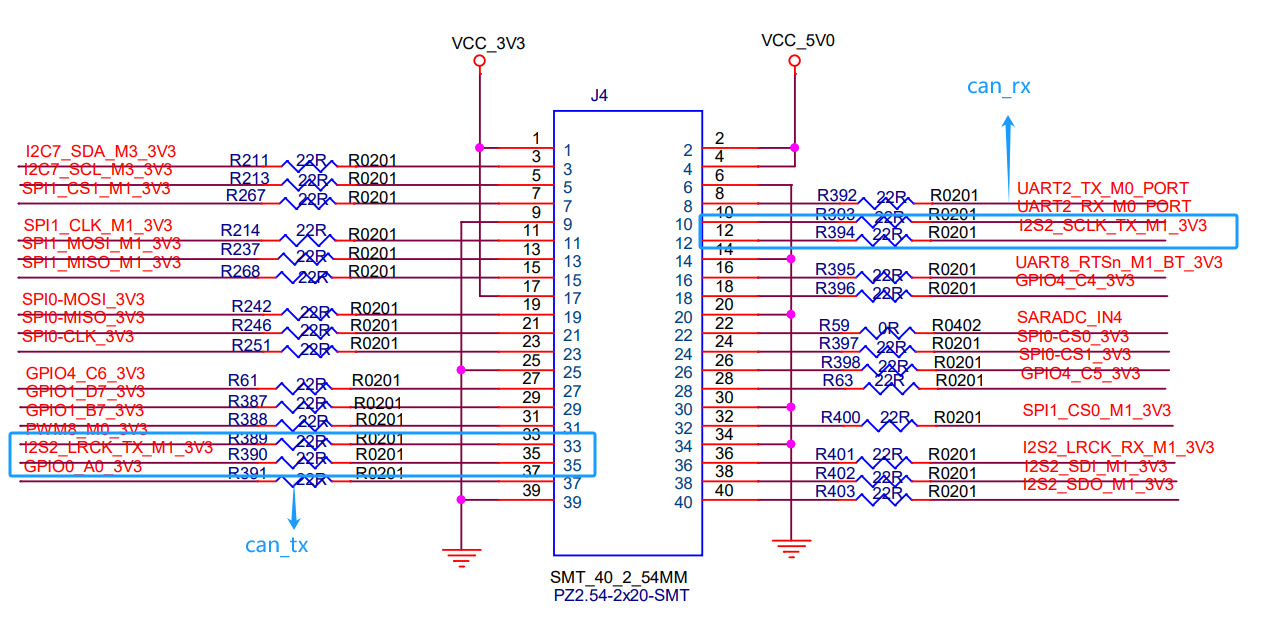 VCC_3V3
VCC_5V0
can_rx
J4
1 1
2 2
I2C7_SDA_M3_3V3 R211 22R R0201 3 3
4 4
I2C7_SCL_M3_3V3 R213 22R R0201 5 5
6 6
SPI1_CS1_M1_3V3 R267 22R R0201 7 7
8 8 R392 22R R0201 UART2_TX_M0_PORT
9 9
10 10 R393 22R R0201 UART2_RX_M0_PORT
SPI1_CLK_M1_3V3 R214 22R R0201 11 11
12 12 R394 22R R0201 I2S2_SCLK_TX_M1_3V3
SPI1_MOSI_M1_3V3 R237 22R R0201 13 13
14 14
SPI1_MISO_M1_3V3 R268 22R R0201 15 15
16 16 R395 22R R0201 UART8_RTSn_M1_BT_3V3
17 17
18 18 R396 22R R0201 GPIO4_C4_3V3
SPI0-MOSI_3V3 R242 22R R0201 19 19
20 20
SPI0-MISO_3V3 R246 22R R0201 21 21
22 22 R59 0R R0402 SARADC_IN4
SPI0-CLK_3V3 R251 22R R0201 23 23
24 24 R397 22R R0201 SPI0-CS0_3V3
25 25
26 26 R398 22R R0201 SPI0-CS1_3V3
GPIO4_C6_3V3 R61 22R R0201 27 27
28 28 R63 22R R0201 GPIO4_C5_3V3
GPIO1_D7_3V3 R387 22R R0201 29 29
30 30
GPIO1_B7_3V3 R388 22R R0201 31 31
32 32 R400 22R R0201 SPI1_CS0_M1_3V3
PWM8_M0_3V3 R389 22R R0201 33 33
34 34
I2S2_LRCK_TX_M1_3V3 R390 22R R0201 35 35
36 36 R401 22R R0201 I2S2_LRCK_RX_M1_3V3
GPIO0_A0_3V3 R391 22R R0201 37 37
38 38 R402 22R R0201 I2S2_SDI_M1_3V3
39 39
40 40 R403 22R R0201 I2S2_SDO_M1_3V3
can_tx
SMT_40_2_54MM
PZ2.54-2x20-SMT